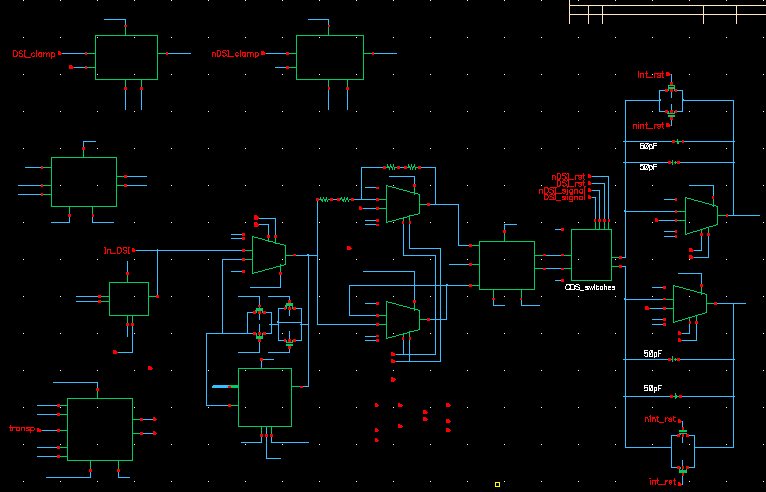 DSI_clamp
nDSI_clamp
int_rst
nint_rst
50pF
50pF
nDSI_rst
DSI_rst
nDSI_signal
DSI_signal
In_DSI
CDS_switches
50pF
50pF
transp
nint_rst
int_rst